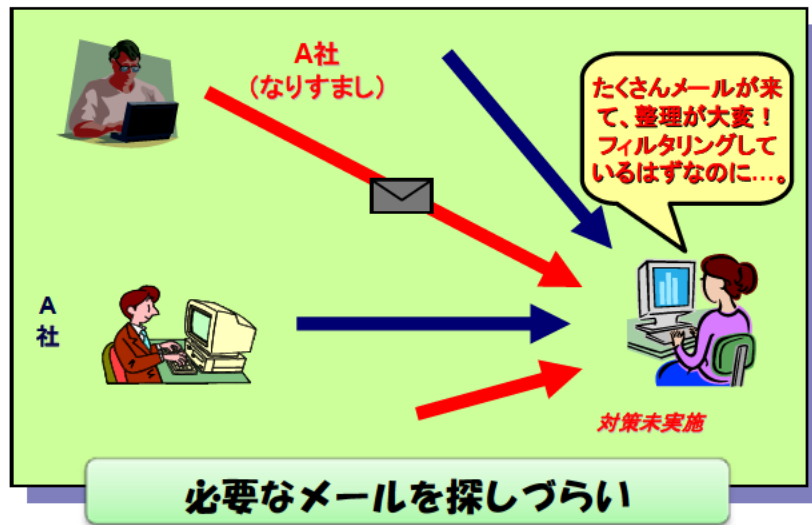 A社
(なりすまし)
たくさんメールが来
て、整理が大変！
フィルタリングして
いるはずなのに…。
A
社
対策未実施
必要なメールを探しづらい